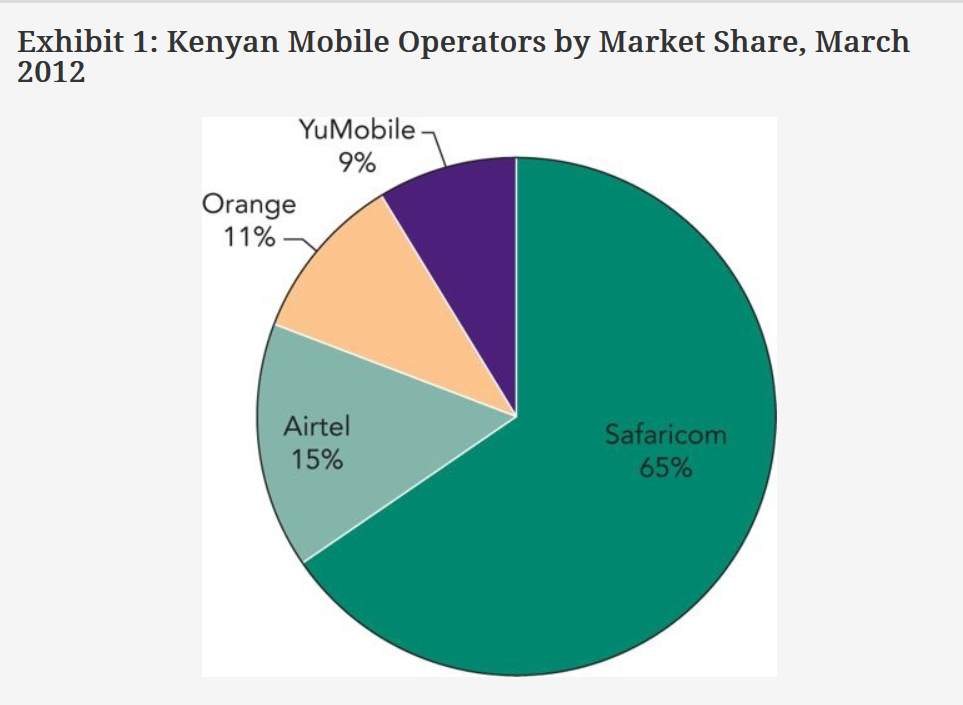 Exhibit 1: Kenyan Mobile Operators by Market Share, March
2012
YuMobile
9%
Orange
11%
Airtel
15%
Safaricom
65%